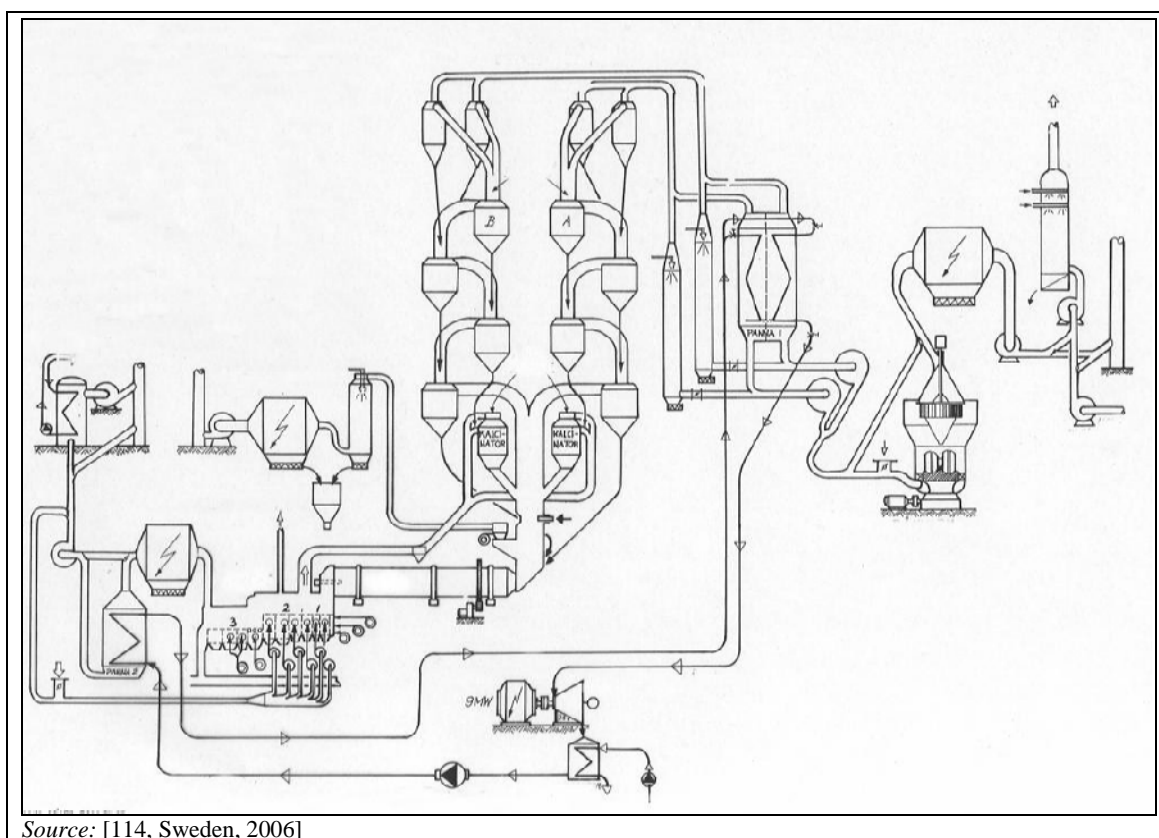 B
A
PANNA 1
KALCI-
NATOR
KALCI-
NATOR
1
2
3
PANNA 2
9MW
Source: [114, Sweden, 2006]